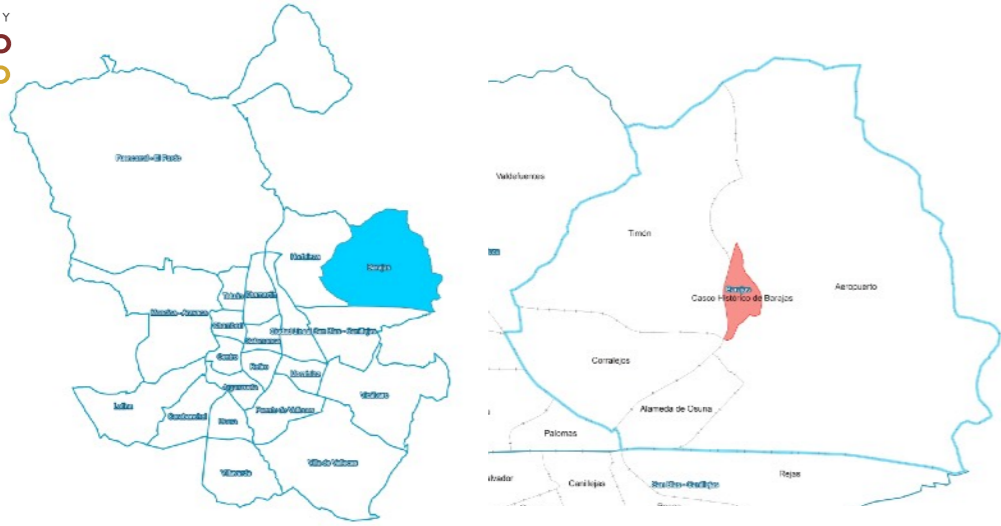 Y
Fuencarral - El Pardo
Hortaleza
Barajas
Tetuán
Chamartín
Moncloa - Aravaca
Chamberí
Ciudad Lineal
San Blas - Canillejas
Salamanca
Centro
Retiro
Moratalaz
Arganzuela
Vicálvaro
Latina
Carabanchel
Usera
Puente de Vallecas
Villaverde
Villa de Vallecas
Valdefuentes
Timón
Barajas
Casco Histórico de Barajas
Aeropuerto
Corralejos
Alameda de Osuna
Palomas
Rejas
alvador
Canillejas
San Blas - Canillejas